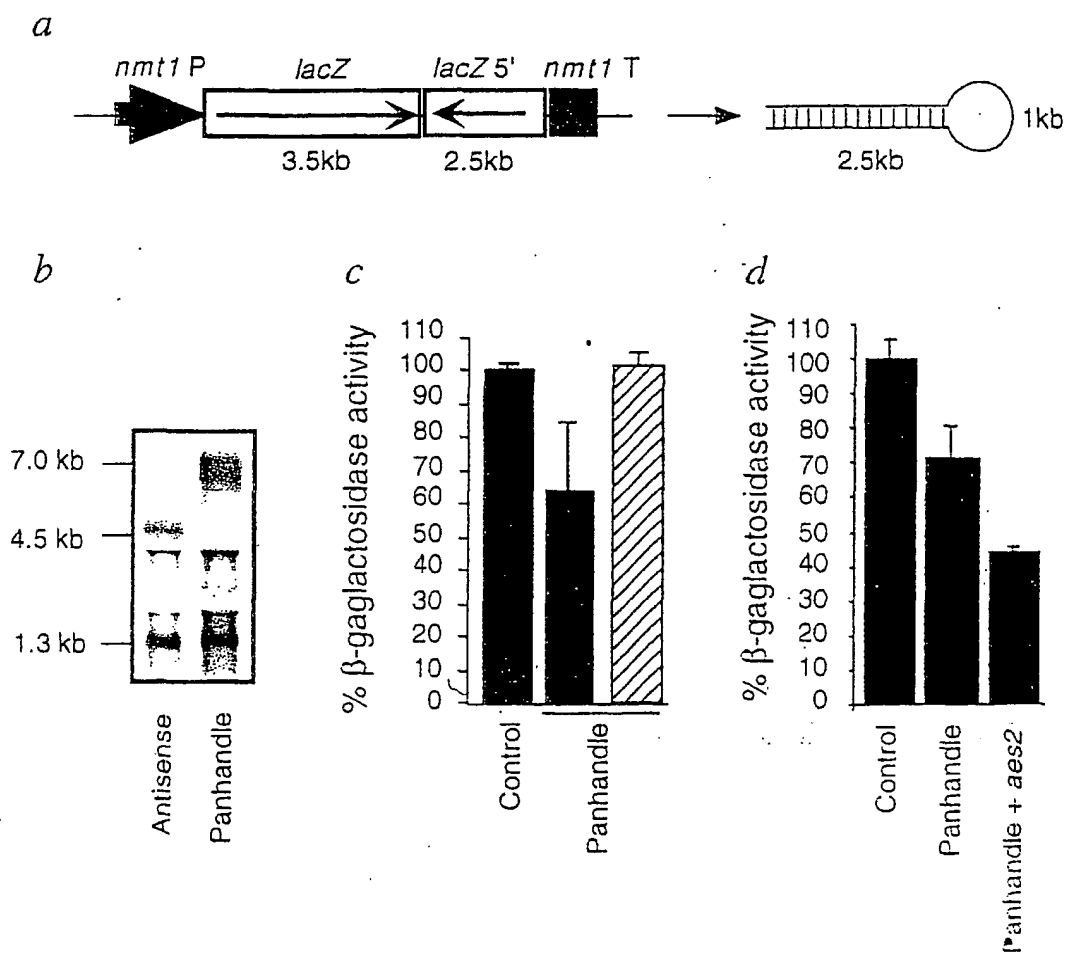 a
nmt1 P lacZ lacZ 5' nmt1 T
3.5kb 2.5kb
1kb
2.5kb
b
7.0 kb
4.5 kb
1.3 kb
Antisense
Panhandle
c
% β-gaglactosidase activity
110
100
90
80
70
60
50
40
30
20
10
0
Control
Panhandle
d
% β-gaglactosidase activity
110
100
90
80
70
60
50
40
30
20
10
0
Control
Panhandle
Panhandle + aes2